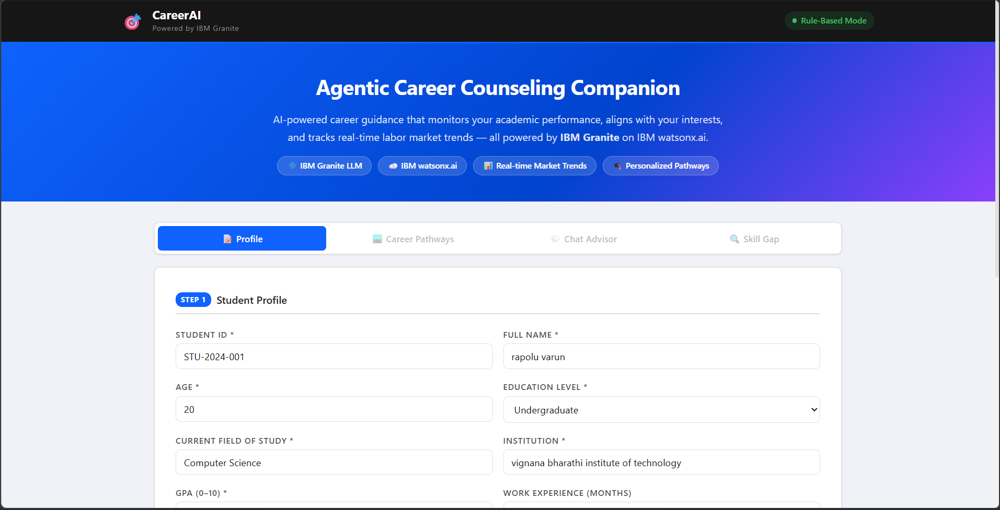 CareerAI
Powered by IBM Granite
Rule-Based Mode
Agentic Career Counseling Companion
AI-powered career guidance that monitors your academic performance, aligns with your interests,
and tracks real-time labor market trends — all powered by IBM Granite on IBM watsonx.ai.
IBM Granite LLM
IBM watsonx.ai
Real-time Market Trends
Personalized Pathways
Profile
Career Pathways
Chat Advisor
Skill Gap
STEP 1 Student Profile
STUDENT ID *
FULL NAME *
STU-2024-001
rapolu varun
AGE *
EDUCATION LEVEL *
20
Undergraduate
CURRENT FIELD OF STUDY *
INSTITUTION *
Computer Science
vignana bharathi institute of technology
GPA (0–10) *
WORK EXPERIENCE (MONTHS)